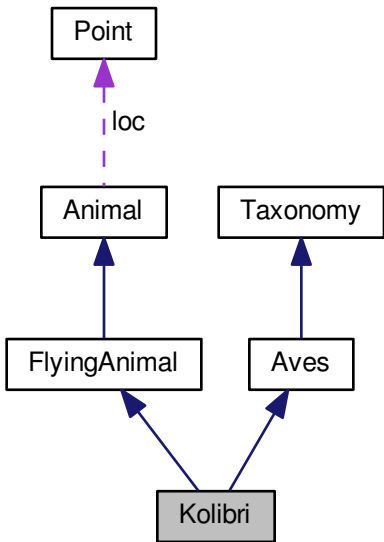 Point
loc
Animal
Taxonomy
FlyingAnimal
Aves
Kolibri